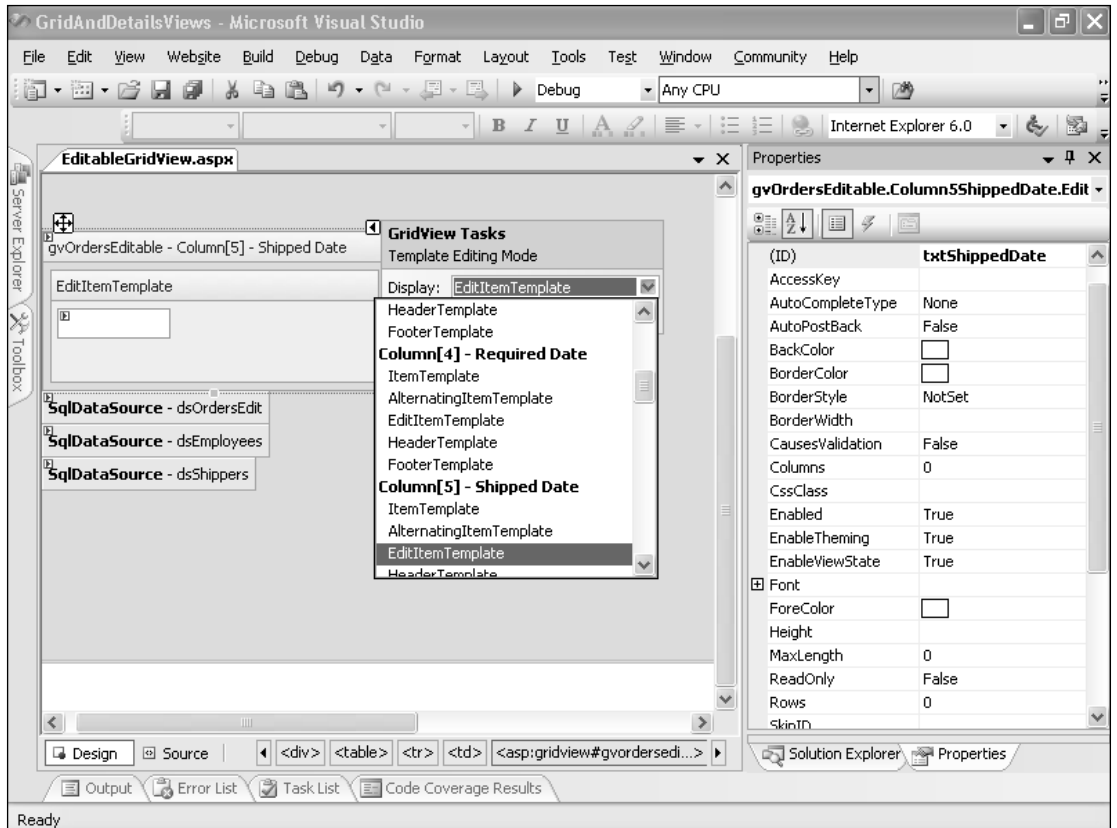 GridAndDetailsViews - Microsoft Visual Studio
File Edit View Website Build Debug Data Format Layout Tools Test Window Community Help
Debug Any CPU
B I U A Internet Explorer 6.0
Server Explorer
Toolbox
EditableGridView.aspx
gvOrdersEditable - Column[5] - Shipped Date
EditItemTemplate
SqlDataSource - dsOrdersEdit
SqlDataSource - dsEmployees
SqlDataSource - dsShippers
GridView Tasks
Template Editing Mode
Display: EditItemTemplate
HeaderTemplate
FooterTemplate
Column[4] - Required Date
ItemTemplate
AlternatingItemTemplate
EditItemTemplate
HeaderTemplate
FooterTemplate
Column[5] - Shipped Date
ItemTemplate
AlternatingItemTemplate
EditItemTemplate
HeaderTemplate
Design Source <div> <table> <tr> <td> <asp:gridview#gvordersedi...>
Properties
gvOrdersEditable.Column5ShippedDate.Edit
(ID) txtShippedDate
AccessKey
AutoCompleteType None
AutoPostBack False
BackColor
BorderColor
BorderStyle NotSet
BorderWidth
CausesValidation False
Columns 0
CssClass
Enabled True
EnableTheming True
EnableViewState True
Font
ForeColor
Height
MaxLength 0
ReadOnly False
Rows 0
SkinID
Solution Explorer Properties
Output Error List Task List Code Coverage Results
Ready